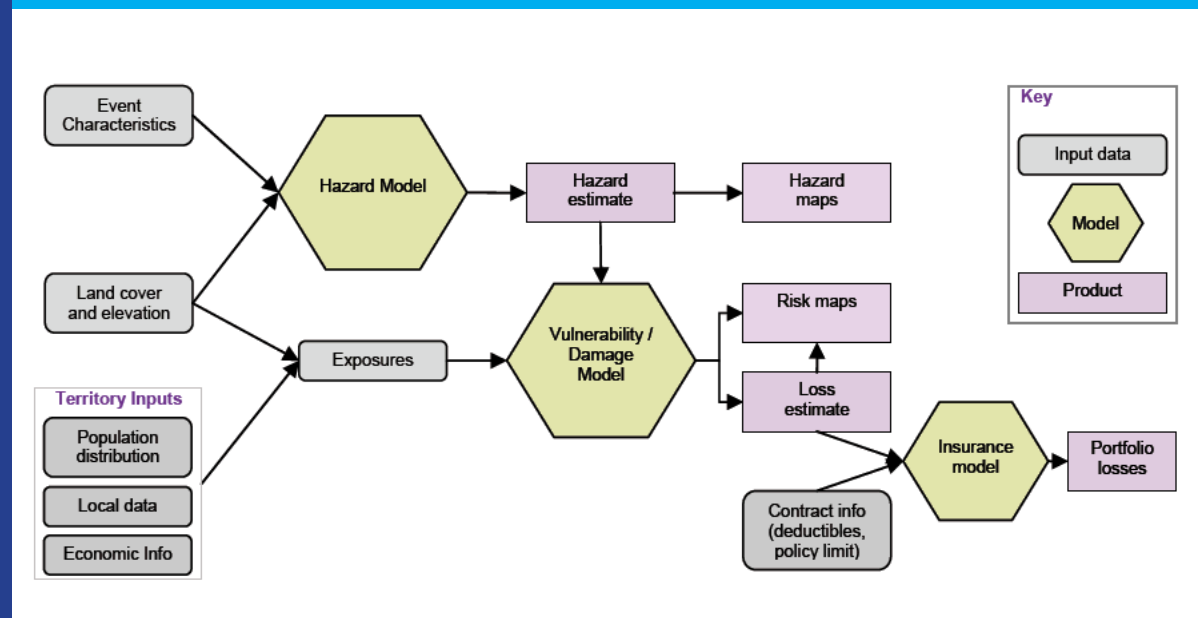 Event
Characteristics
Hazard Model
Hazard
estimate
Hazard
maps
Key
Input data
Model
Product
Land cover
and elevation
Exposures
Vulnerability /
Damage
Model
Risk maps
Loss
estimate
Territory Inputs
Population
distribution
Local data
Economic Info
Contract info
(deductibles,
policy limit)
Insurance
model
Portfolio
losses